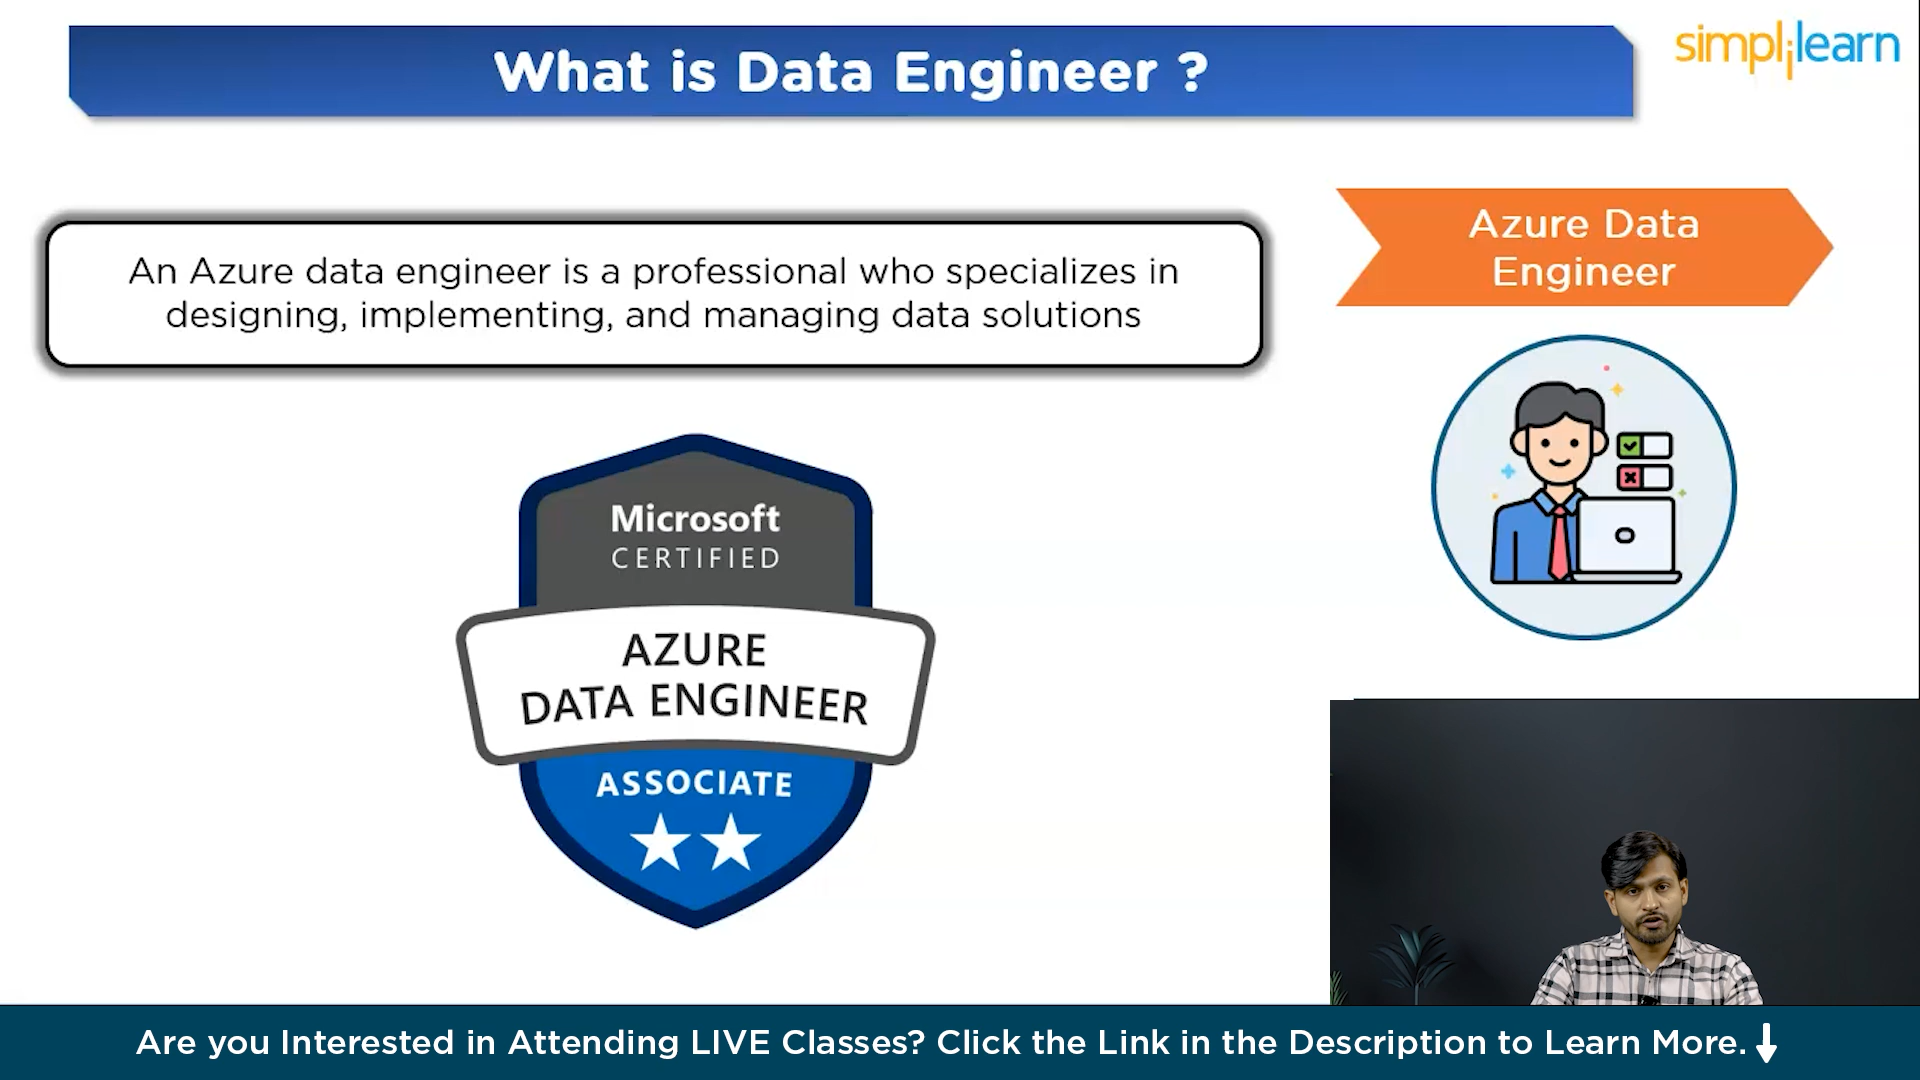 What is Data Engineer ?
simplilearn
An Azure data engineer is a professional who specializes in
designing, implementing, and managing data solutions
Azure Data
Engineer
Microsoft
CERTIFIED
AZURE
DATA ENGINEER
ASSOCIATE
Are you Interested in Attending LIVE Classes? Click the Link in the Description to Learn More.